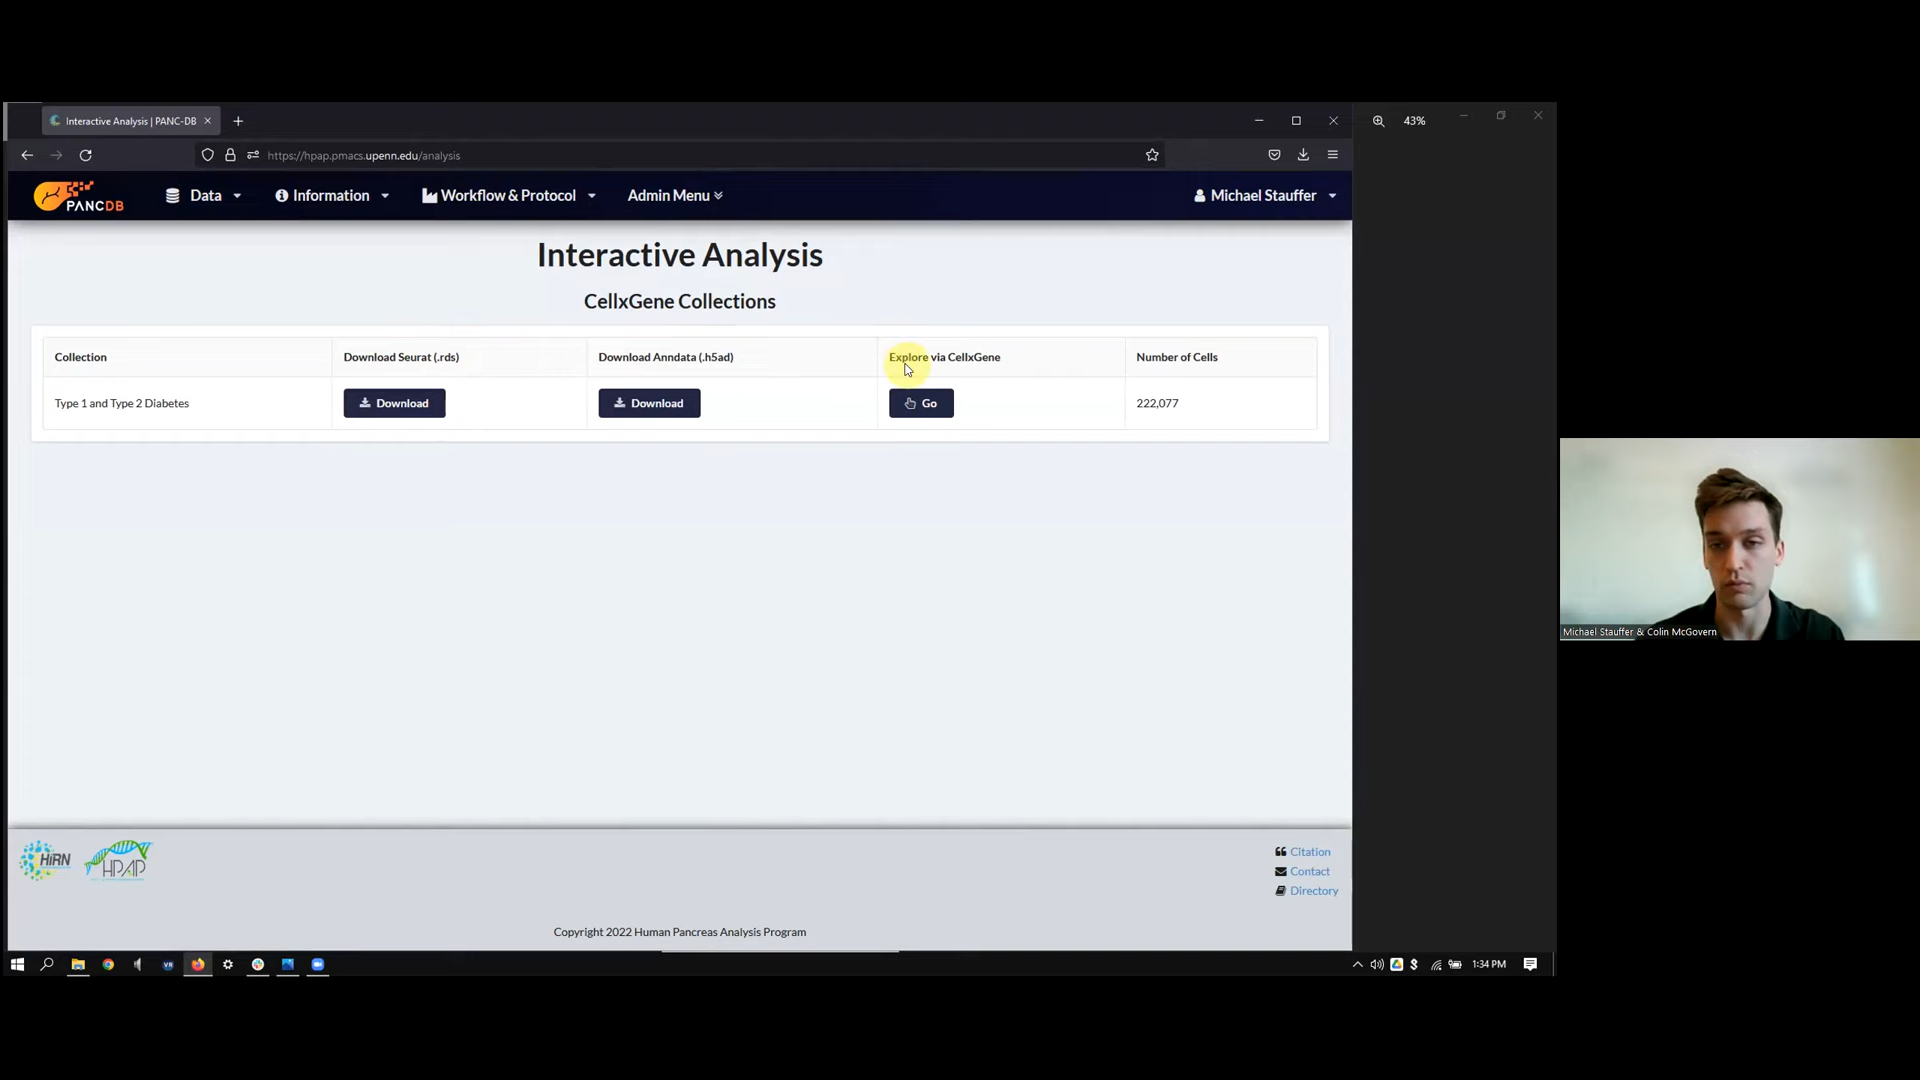 Interactive Analysis | PANC-DB
43%
https://hpap.pmacs.upenn.edu/analysis
PANCDB
Data
Information
Workflow & Protocol
Admin Menu
Michael Stauffer
Interactive Analysis
CellxGene Collections
Collection
Download Seurat (.rds)
Download Anndata (.h5ad)
Explore via CellxGene
Number of Cells
Type 1 and Type 2 Diabetes
Download
Download
Go
222,077
Michael Stauffer & Colin McGovern
HIRN
HPAP
Citation
Contact
Directory
Copyright 2022 Human Pancreas Analysis Program
VR
1:34 PM